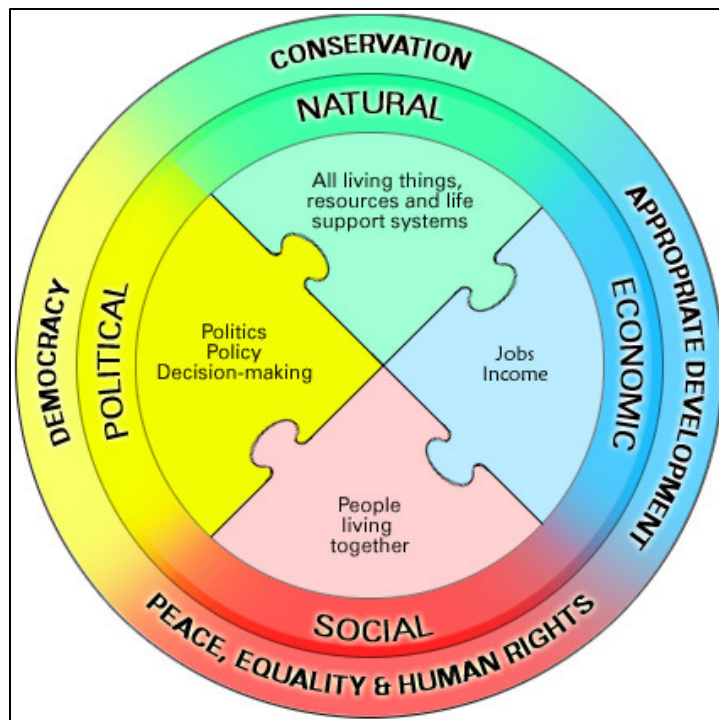 CONSERVATION
NATURAL
All living things,
resources and life
support systems
DEMOCRACY
POLITICAL
Politics
Policy
Decision-making
Jobs
Income
ECONOMIC
APPROPRIATE DEVELOPMENT
People
living
together
SOCIAL
PEACE, EQUALITY & HUMAN RIGHTS